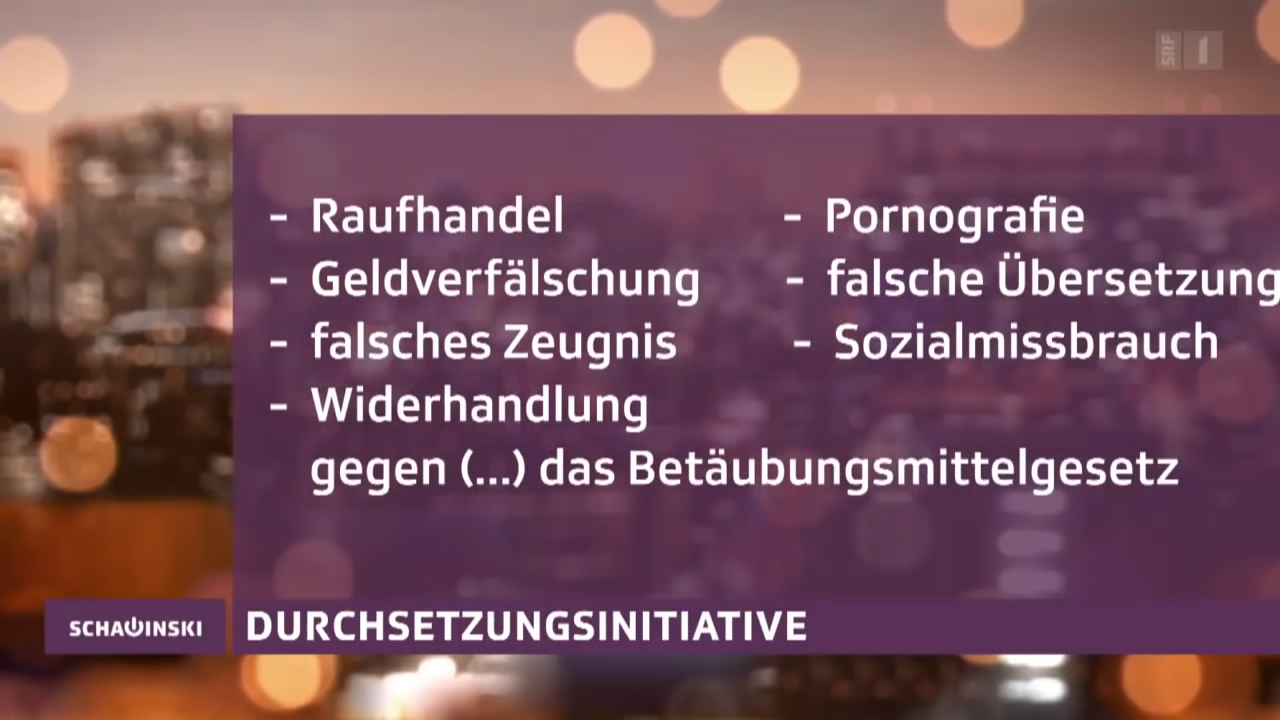 SRF 1
- Raufhandel
- Geldverfälschung
- falsches Zeugnis
- Widerhandlung
gegen (...) das Betäubungsmittelgesetz
- Pornografie
- falsche Übersetzung
- Sozialmissbrauch
SCHAWINSKI
DURCHSETZUNGSINITIATIVE